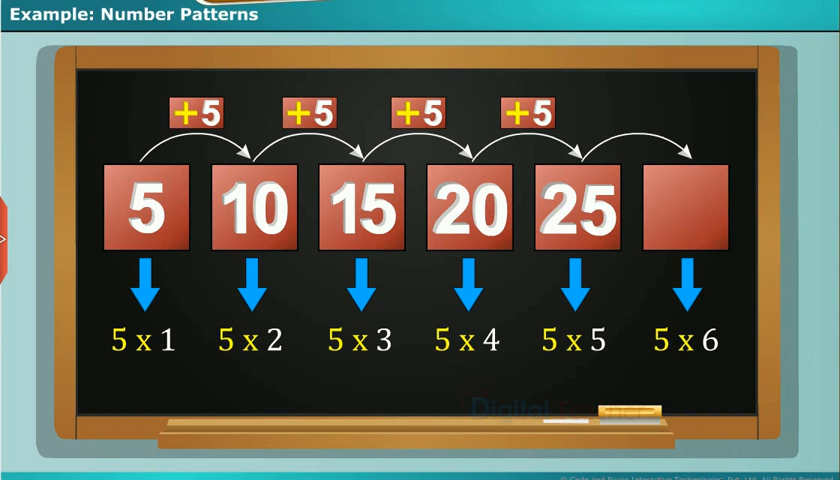 Example: Number Patterns
+5 +5 +5 +5
5 10 15 20 25
5 x 1 5 x 2 5 x 3 5 x 4 5 x 5 5 x 6
Digital